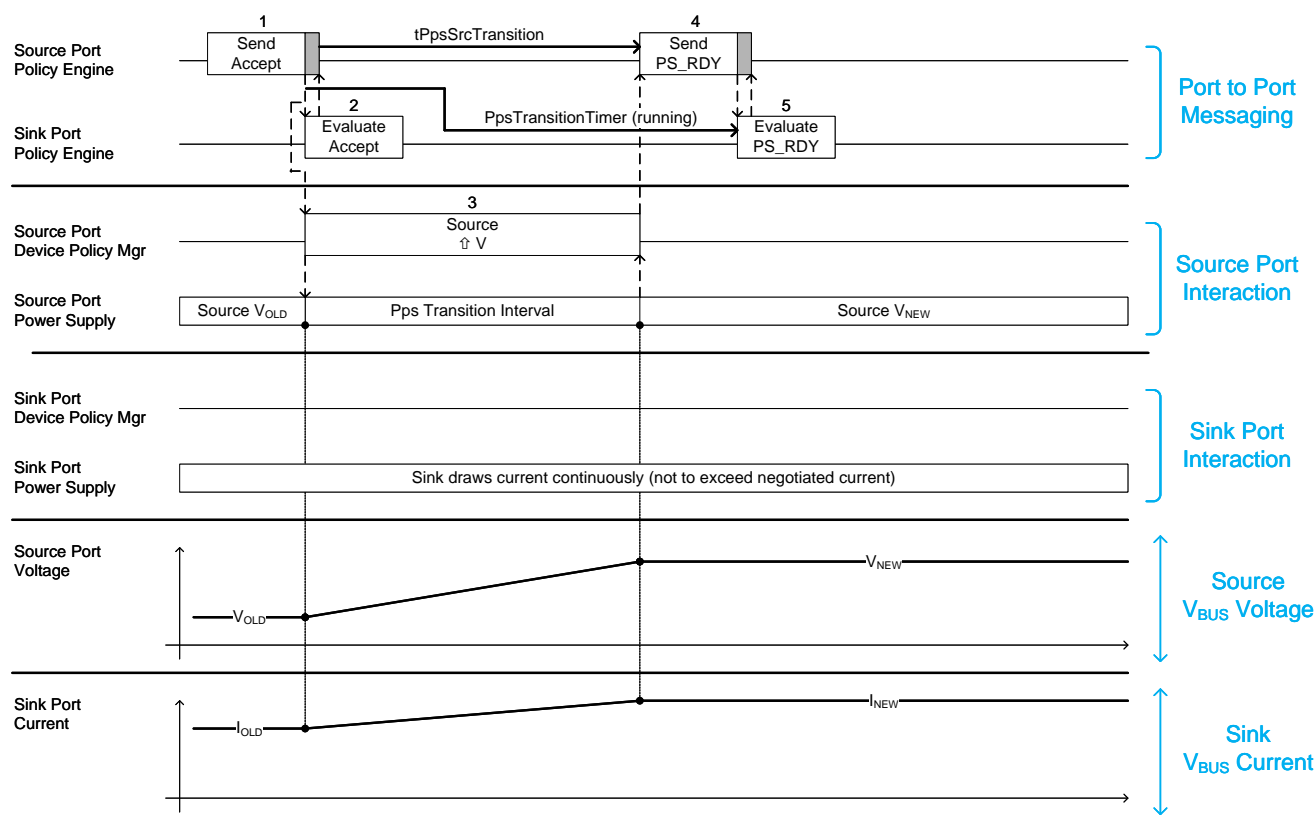 1
4
Source Port
Policy Engine
Send
Accept
tPpsSrcTransition
Send
PS_RDY
Port to Port
Messaging
2
5
Sink Port
Policy Engine
Evaluate
Accept
PpsTransitionTimer (running)
Evaluate
PS_RDY
3
Source Port
Device Policy Mgr
Source
⇧ V
Source Port
Interaction
Source Port
Power Supply
Source VOLD
Pps Transition Interval
Source VNEW
Sink Port
Device Policy Mgr
Sink Port
Interaction
Sink Port
Power Supply
Sink draws current continuously (not to exceed negotiated current)
Source Port
Voltage
VOLD
VNEW
Source
VBUS Voltage
Sink Port
Current
IOLD
INEW
Sink
VBUS Current